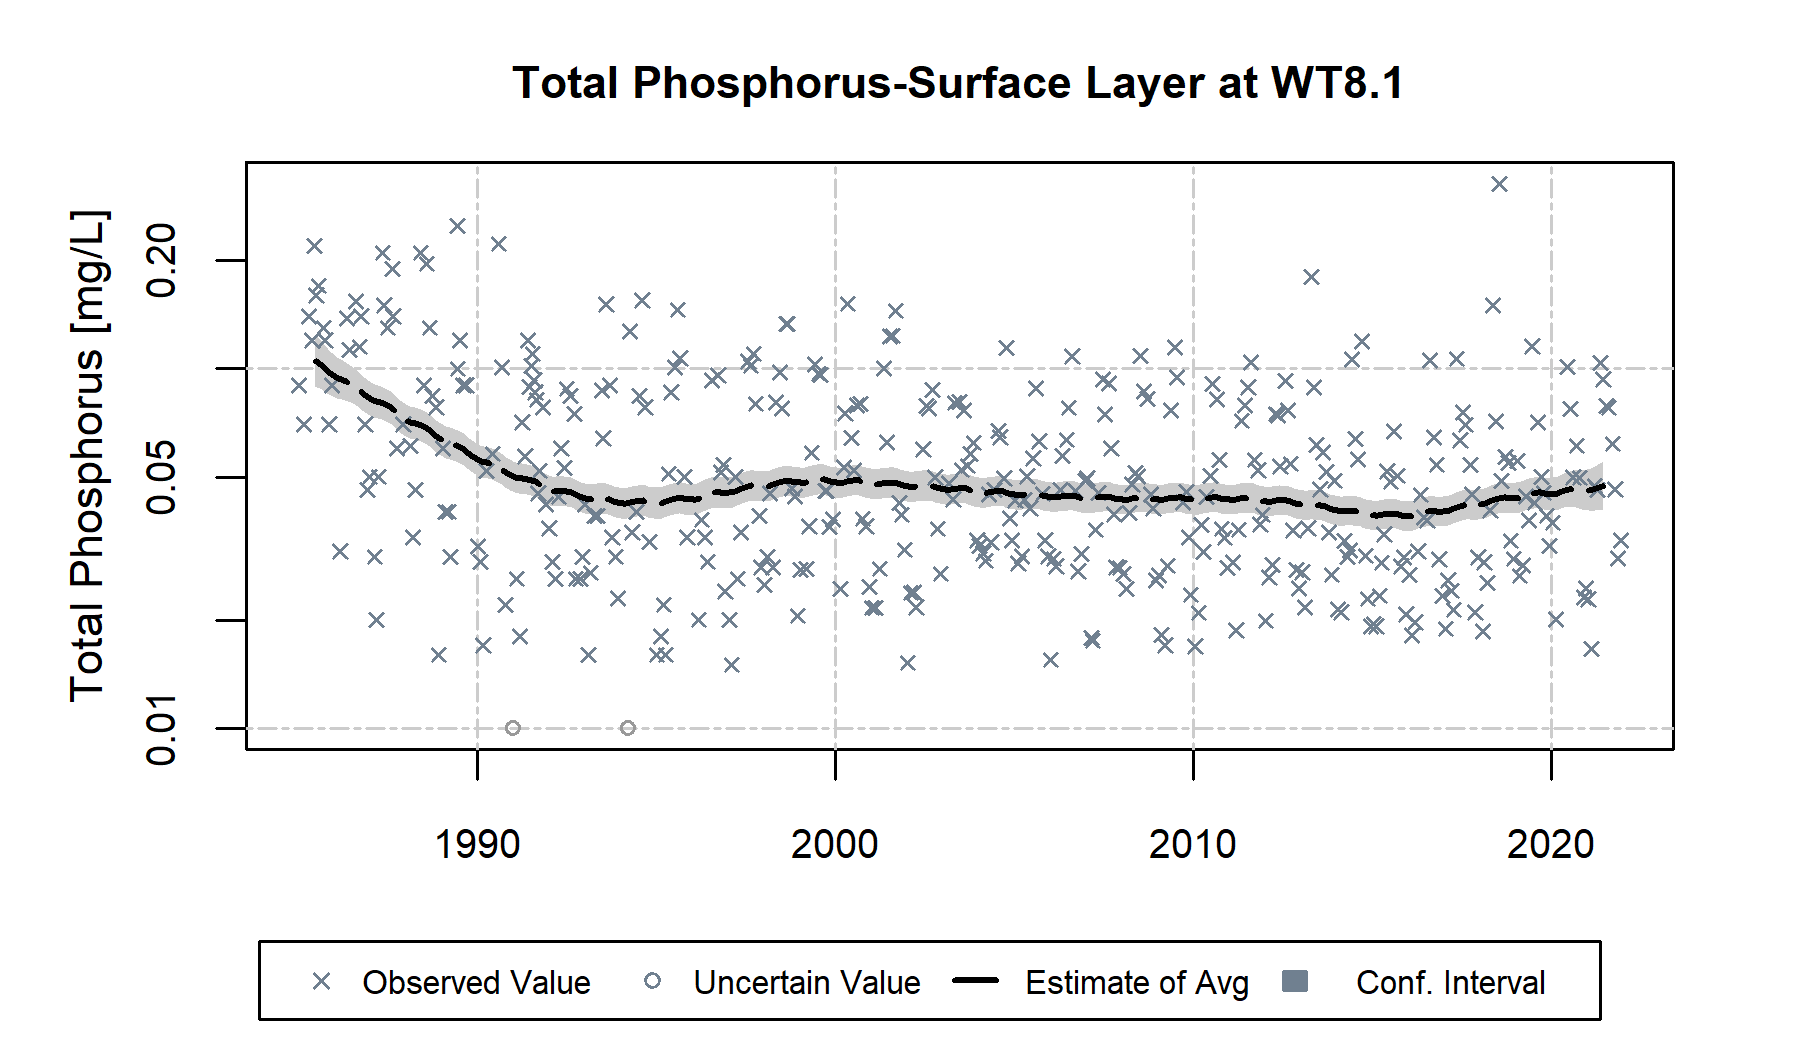 Total Phosphorus-Surface Layer at WT8.1
Total Phosphorus [mg/L]
0.20
0.05
0.01
1990 2000 2010 2020
Observed Value Uncertain Value Estimate of Avg Conf. Interval